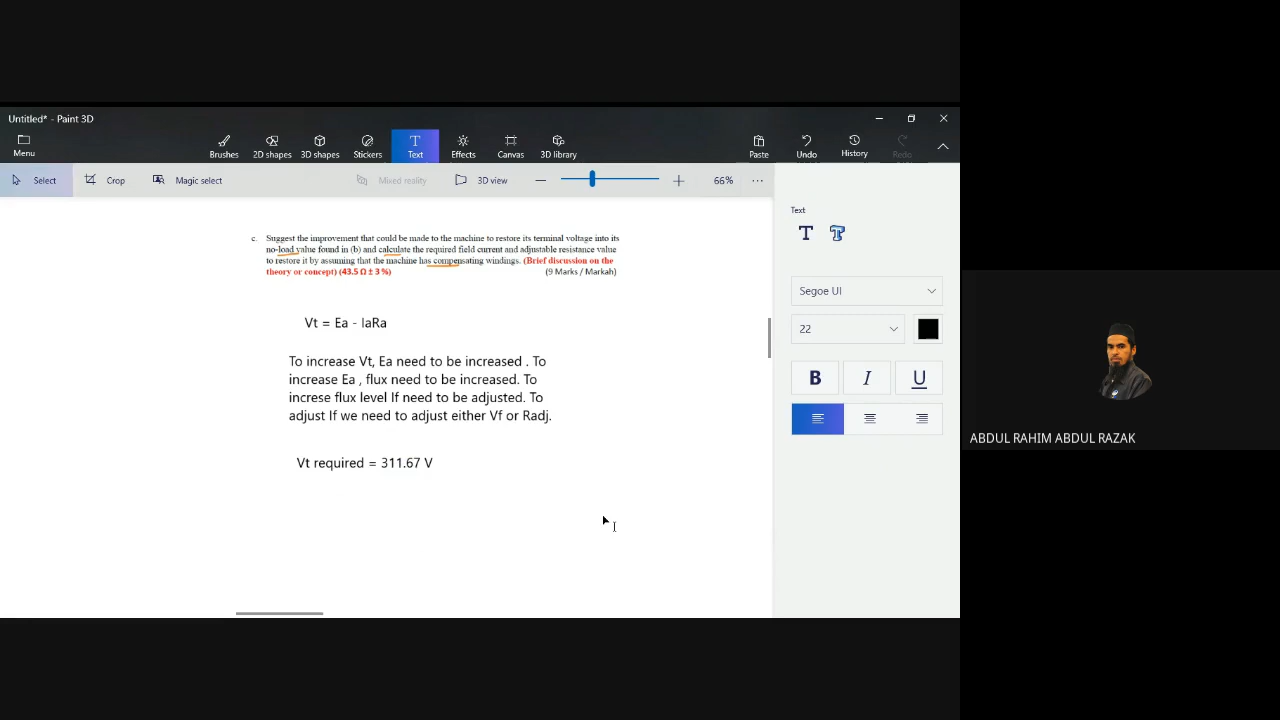 Untitled* - Paint 3D
Menu
Brushes
2D shapes
3D shapes
Stickers
Text
Effects
Canvas
3D library
Paste
Undo
History
Redo
Select
Crop
Magic select
Mixed reality
3D view
66%
c. Suggest the improvement that could be made to the machine to restore its terminal voltage into its
no-load value found in (b) and calculate the required field current and adjustable resistance value
to restore it by assuming that the machine has compensating windings. (Brief discussion on the
theory or concept) (43.5 Ω ± 3 %) (9 Marks / Markah)
Vt = Ea - IaRa
To increase Vt, Ea need to be increased . To
increase Ea , flux need to be increased. To
increse flux level If need to be adjusted. To
adjust If we need to adjust either Vf or Radj.
Vt required = 311.67 V
Text
T
T
Segoe UI
22
B
I
U
ABDUL RAHIM ABDUL RAZAK